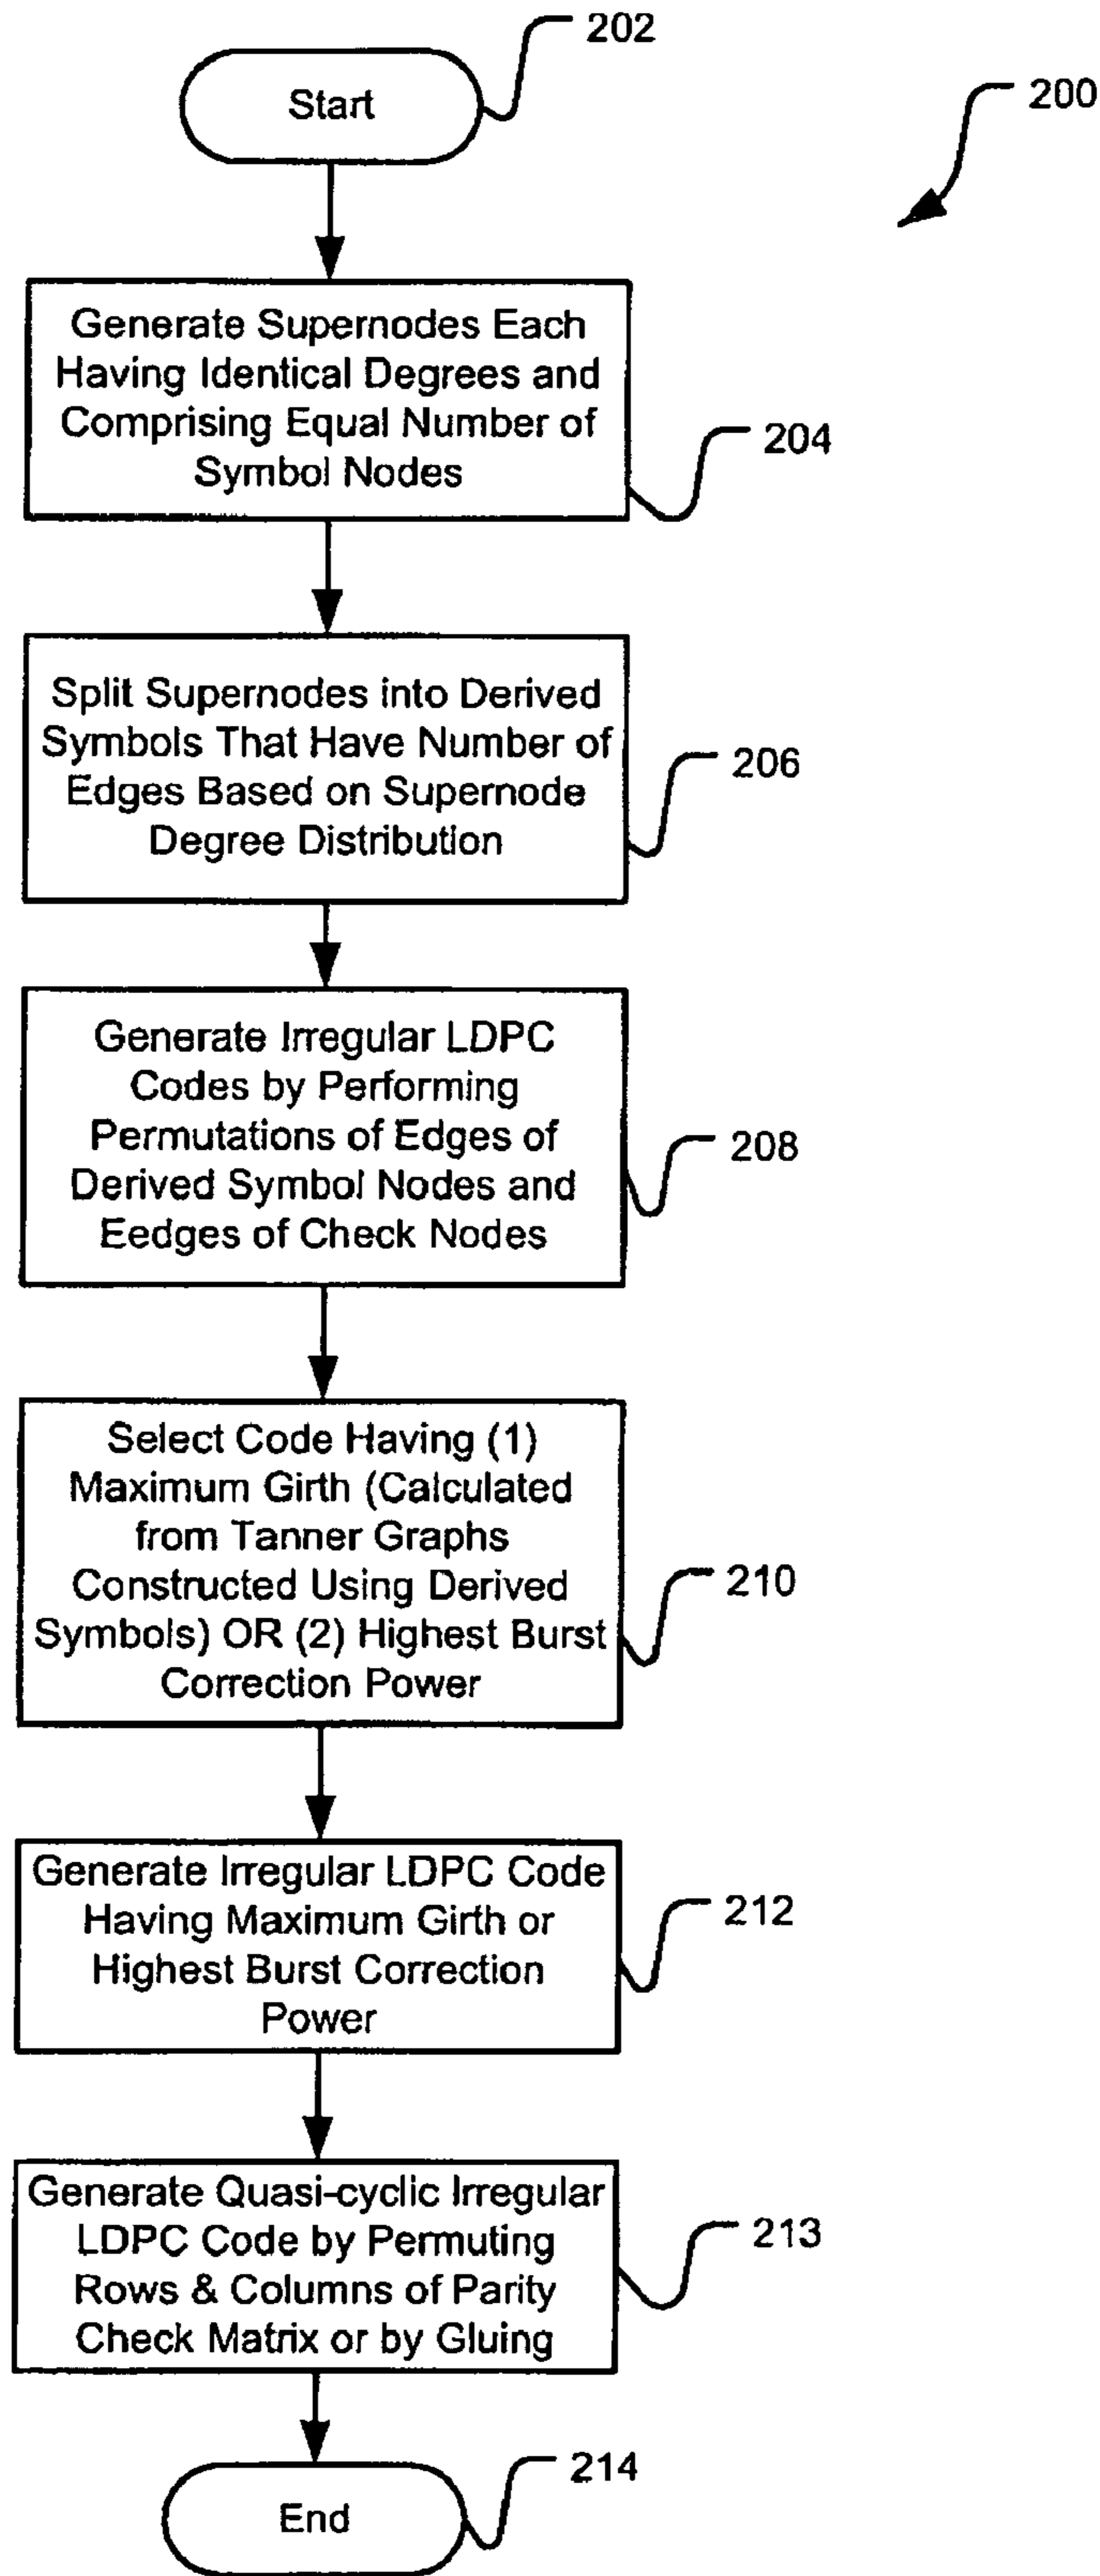 202
Start
200
Generate Supernodes Each
Having Identical Degrees and
Comprising Equal Number of
Symbol Nodes
204
Split Supernodes into Derived
Symbols That Have Number of
Edges Based on Supernode
Degree Distribution
206
Generate Irregular LDPC
Codes by Performing
Permutations of Edges of
Derived Symbol Nodes and
Eedges of Check Nodes
208
Select Code Having (1)
Maximum Girth (Calculated
from Tanner Graphs
Constructed Using Derived
Symbols) OR (2) Highest Burst
Correction Power
210
Generate Irregular LDPC Code
Having Maximum Girth or
Highest Burst Correction
Power
212
Generate Quasi-cyclic Irregular
LDPC Code by Permuting
Rows & Columns of Parity
Check Matrix or by Gluing
213
End
214